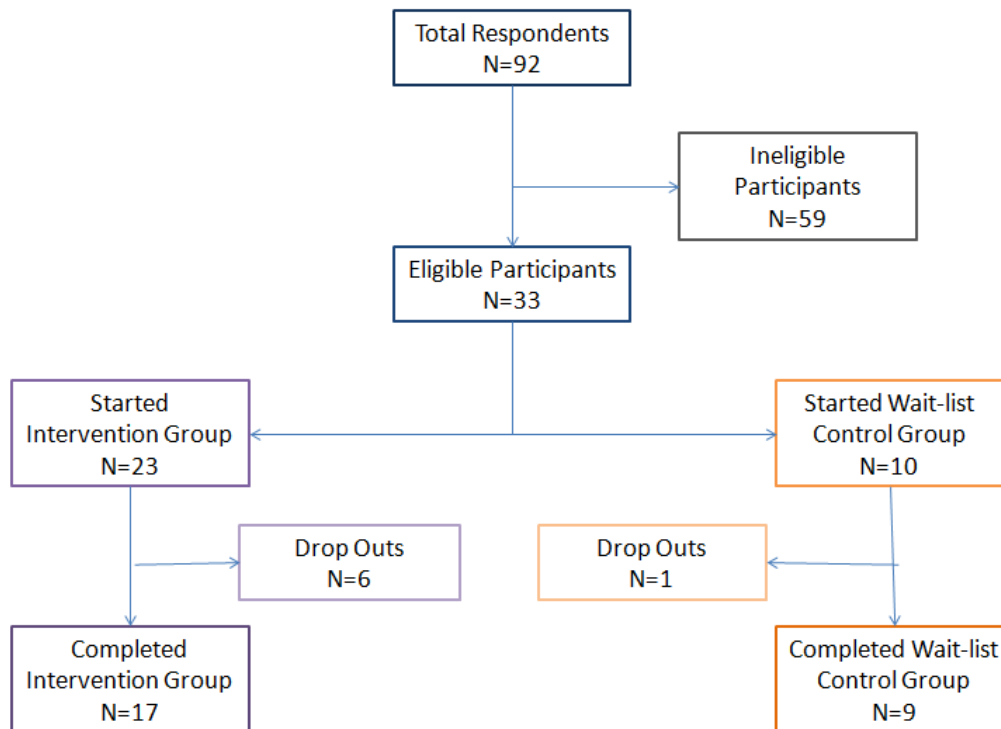 Total Respondents
N=92
Ineligible
Participants
N=59
Eligible Participants
N=33
Started
Intervention Group
N=23
Started Wait-list
Control Group
N=10
Drop Outs
N=6
Drop Outs
N=1
Completed
Intervention Group
N=17
Completed Wait-list
Control Group
N=9